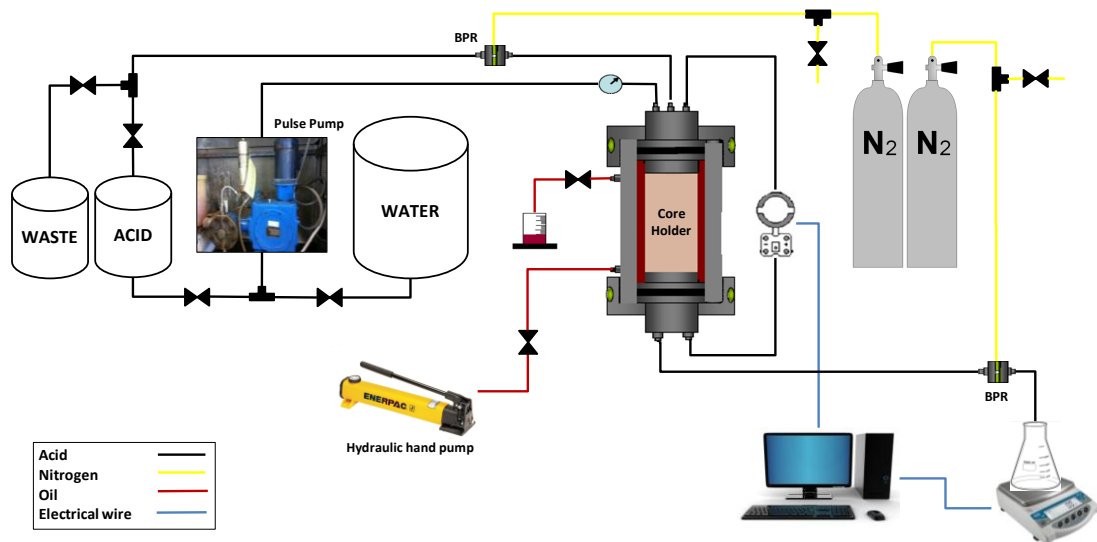 BPR
Pulse Pump
WASTE
ACID
WATER
Core
Holder
N2
N2
ENERPAC
Hydraulic hand pump
BPR
Acid
Nitrogen
Oil
Electrical wire